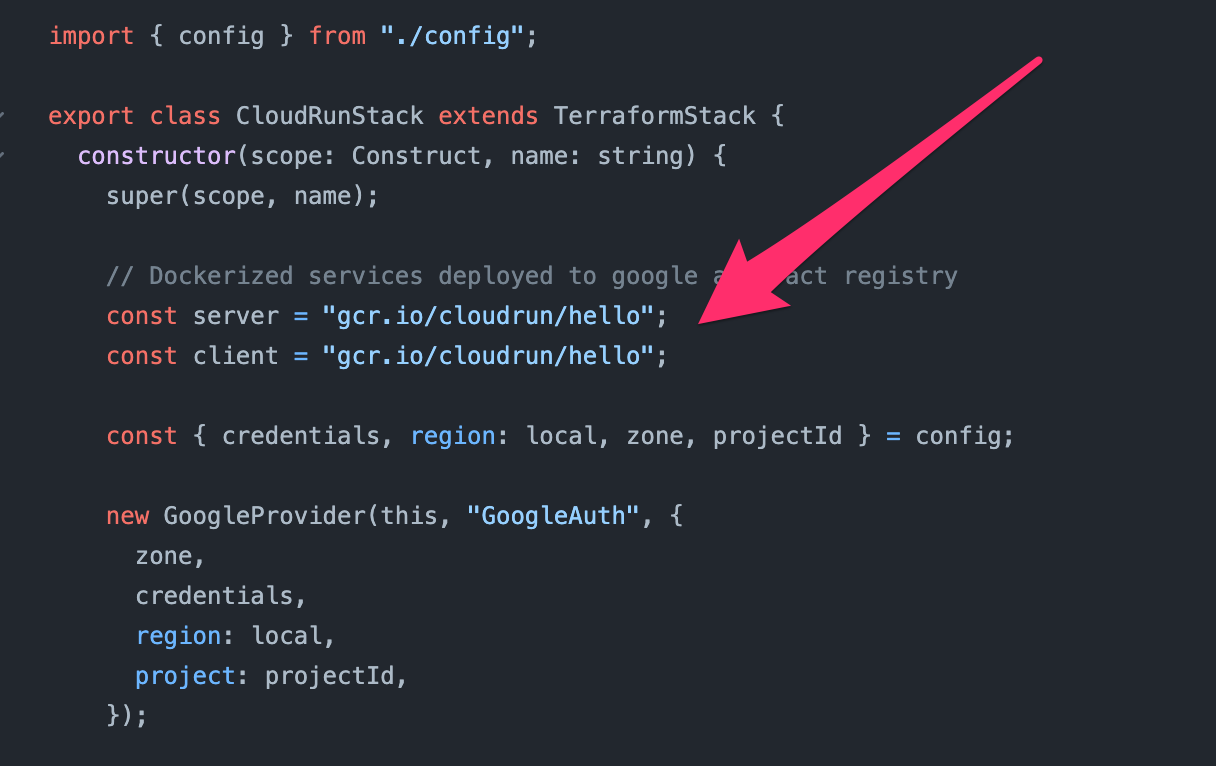 import { config } from "./config";
export class CloudRunStack extends TerraformStack {
constructor(scope: Construct, name: string) {
super(scope, name);
// Dockerized services deployed to google registry
const server = "gcr.io/cloudrun/hello";
const client = "gcr.io/cloudrun/hello";
const { credentials, region: local, zone, projectId } = config;
new GoogleProvider(this, "GoogleAuth", {
zone,
credentials,
region: local,
project: projectId,
});